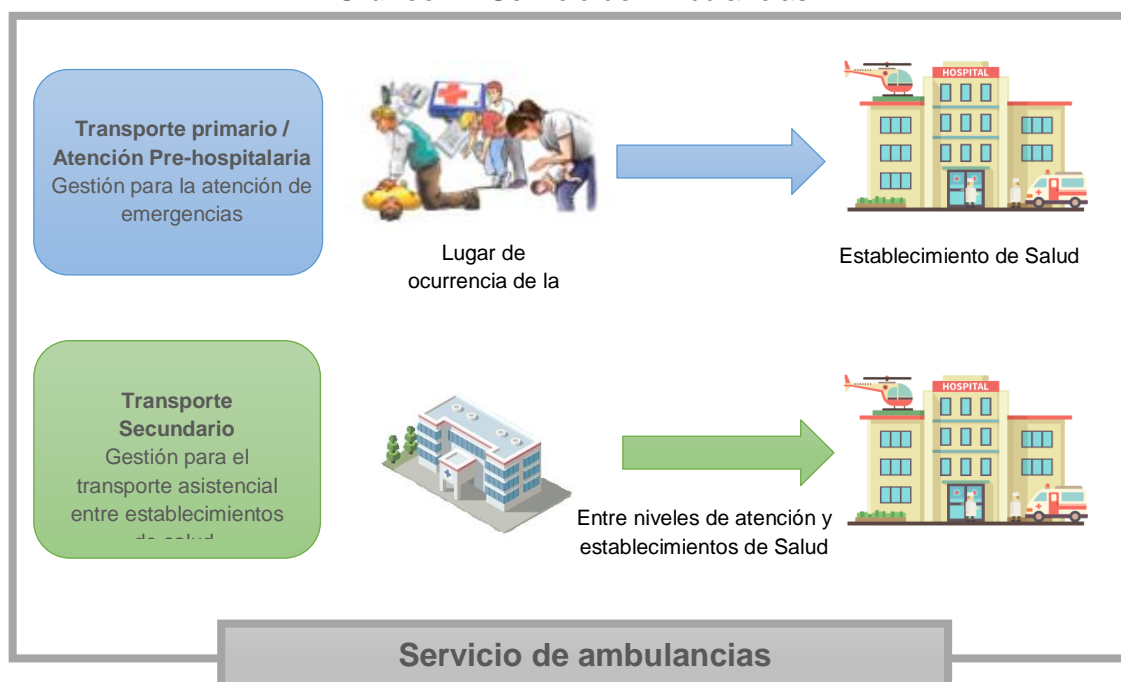 Transporte primario /
Atención Pre-hospitalaria
Gestión para la atención de
emergencias
HOSPITAL
Lugar de
ocurrencia de la
Establecimiento de Salud
Transporte
Secundario
Gestión para el
transporte asistencial
entre establecimientos
de salud
HOSPITAL
Entre niveles de atención y
establecimientos de Salud
Servicio de ambulancias